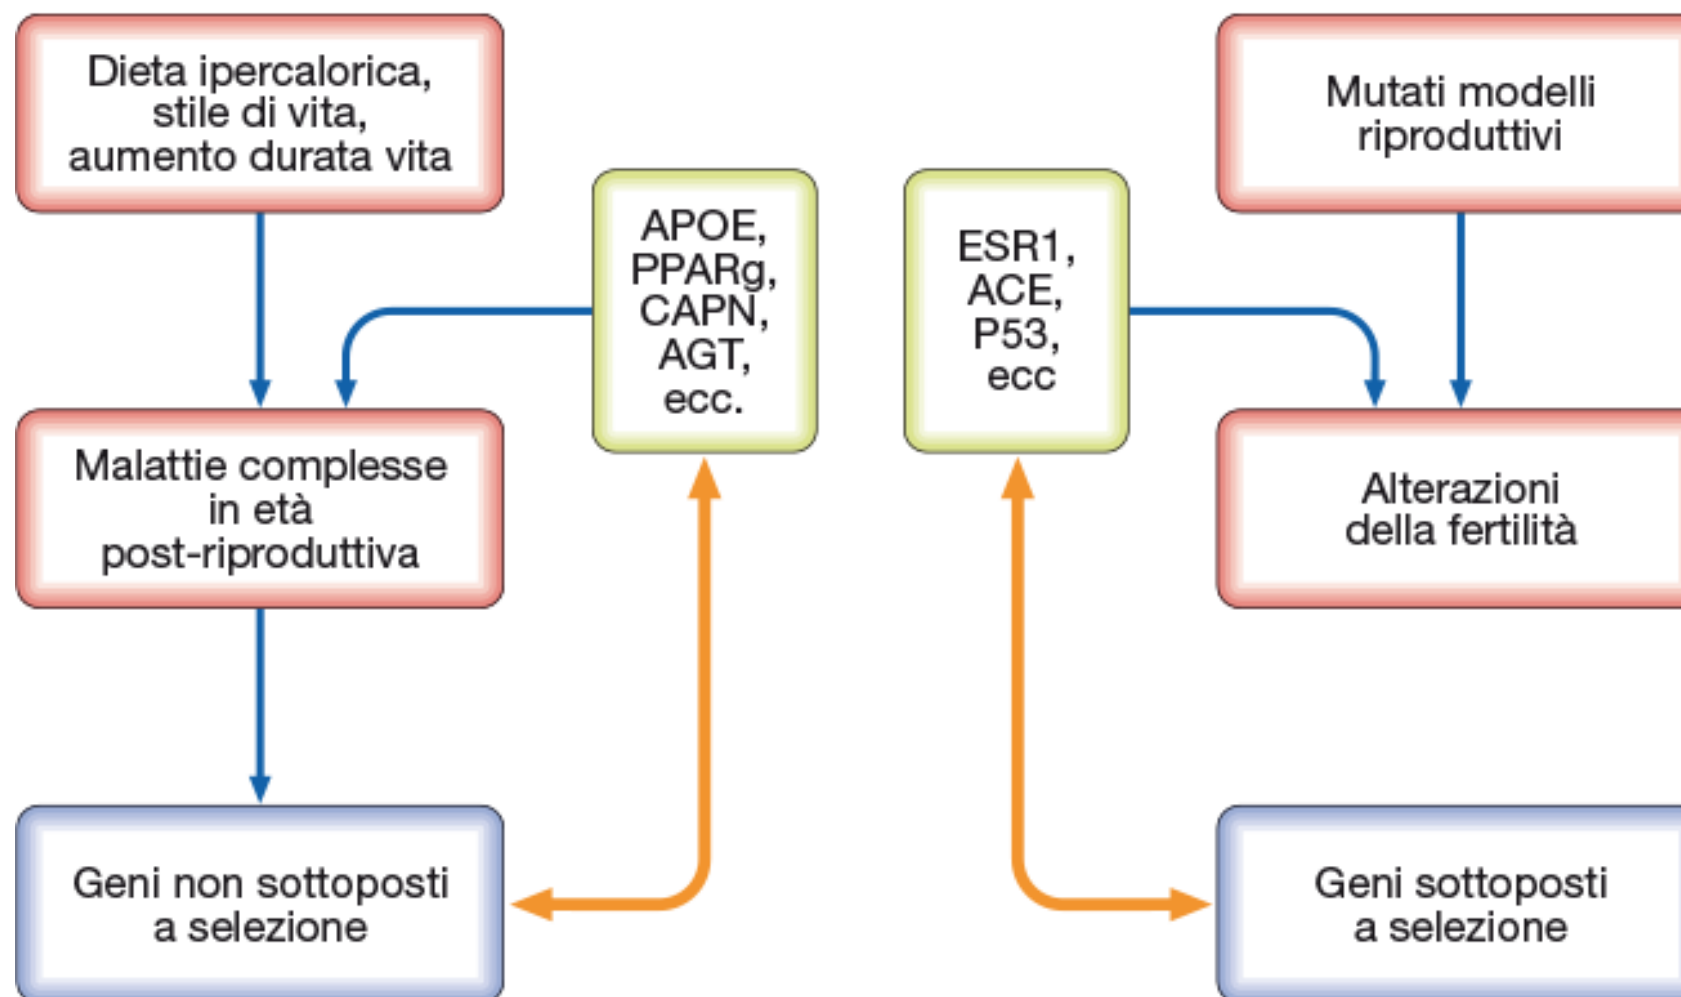 Dieta ipercalorica,
stile di vita,
aumento durata vita
Mutati modelli
riproduttivi
APOE,
PPARg,
CAPN,
AGT,
ecc.
ESR1,
ACE,
P53,
ecc
Malattie complesse
in età
post-riproduttiva
Alterazioni
della fertilità
Geni non sottoposti
a selezione
Geni sottoposti
a selezione